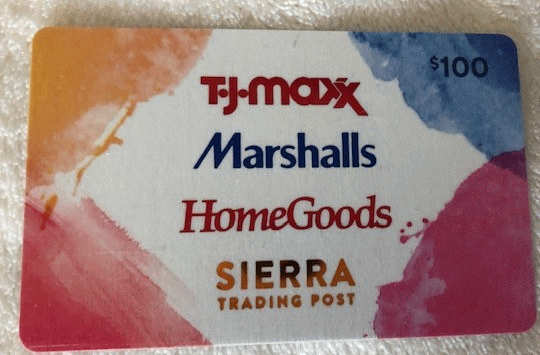 $100
T•J•maxx
Marshalls
HomeGoods
SIERRA
TRADING POST